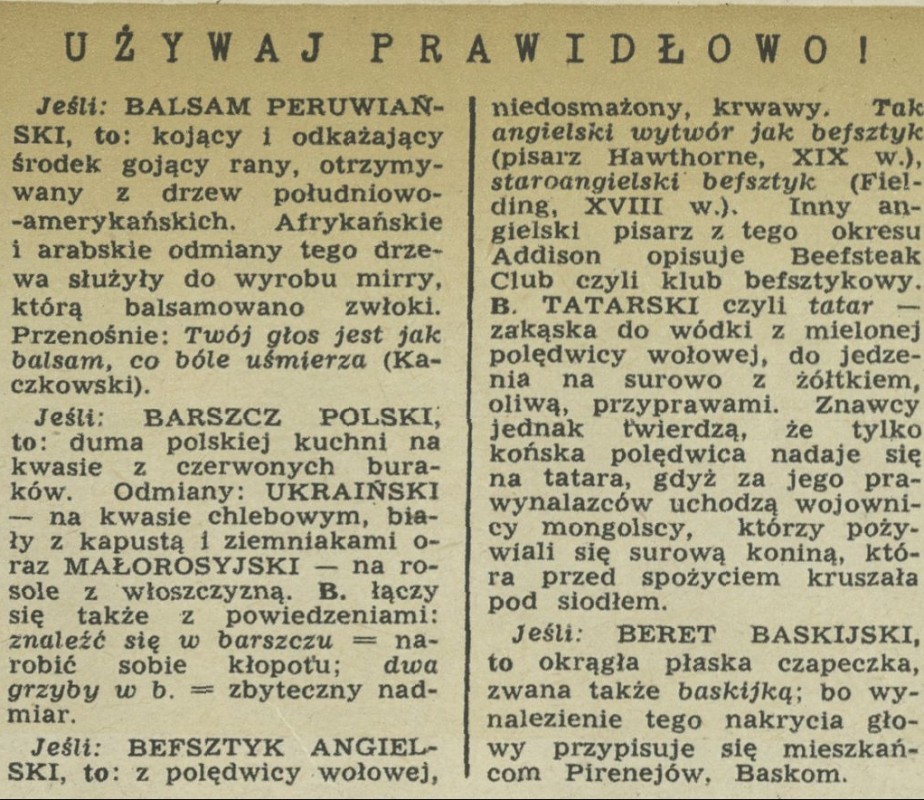 UŻYWAJ PRAWIDŁOWO!
Jeśli: BALSAM PERUWIAŃ-
SKI, to: kojący i odkażający
środek gojący rany, otrzymy-
wany z drzew południowo-
-amerykańskich. Afrykańskie
i arabskie odmiany tego drze-
wa służyły do wyrobu mirry,
którą balsamowano zwłoki.
Przenośnie: Twój głos jest jak
balsam, co bóle uśmierza (Ka-
czkowski).
Jeśli: BARSZCZ POLSKI,
to: duma polskiej kuchni na
kwasie z czerwonych bura-
ków. Odmiany: UKRAIŃSKI
— na kwasie chlebowym, bia-
ły z kapustą i ziemniakami o-
raz MAŁOROSYJSKI — na ro-
sole z włoszczyzną. B. łączy
się także z powiedzeniami:
znaleźć się w barszczu = na-
robić sobie kłopotu; dwa
grzyby w b. = zbyteczny nad-
miar.
Jeśli: BEFSZTYK ANGIEL-
SKI, to: z polędwicy wołowej,
niedosmażony, krwawy. Tak
angielski wytwór jak befsztyk
(pisarz Hawthorne, XIX w.),
staroangielski befsztyk (Fiel-
ding, XVIII w.). Inny an-
gielski pisarz z tego okresu
Addison opisuje Beefsteak
Club czyli klub befsztykowy.
B. TATARSKI czyli tatar —
zakąska do wódki z mielonej
polędwicy wołowej, do jedze-
nia na surowo z żółtkiem,
oliwą, przyprawami. Znawcy
jednak twierdzą, że tylko
końska polędwica nadaje się
na tatara, gdyż za jego pra-
wynalazców uchodzą wojowni-
cy mongolscy, którzy poży-
wiali się surową koniną, któ-
ra przed spożyciem kruszała
pod siodłem.
Jeśli: BERET BASKIJSKI,
to okrągła płaska czapeczka,
zwana także baskijką; bo wy-
nalezienie tego nakrycia gło-
wy przypisuje się mieszkań-
com Pirenejów, Baskom.